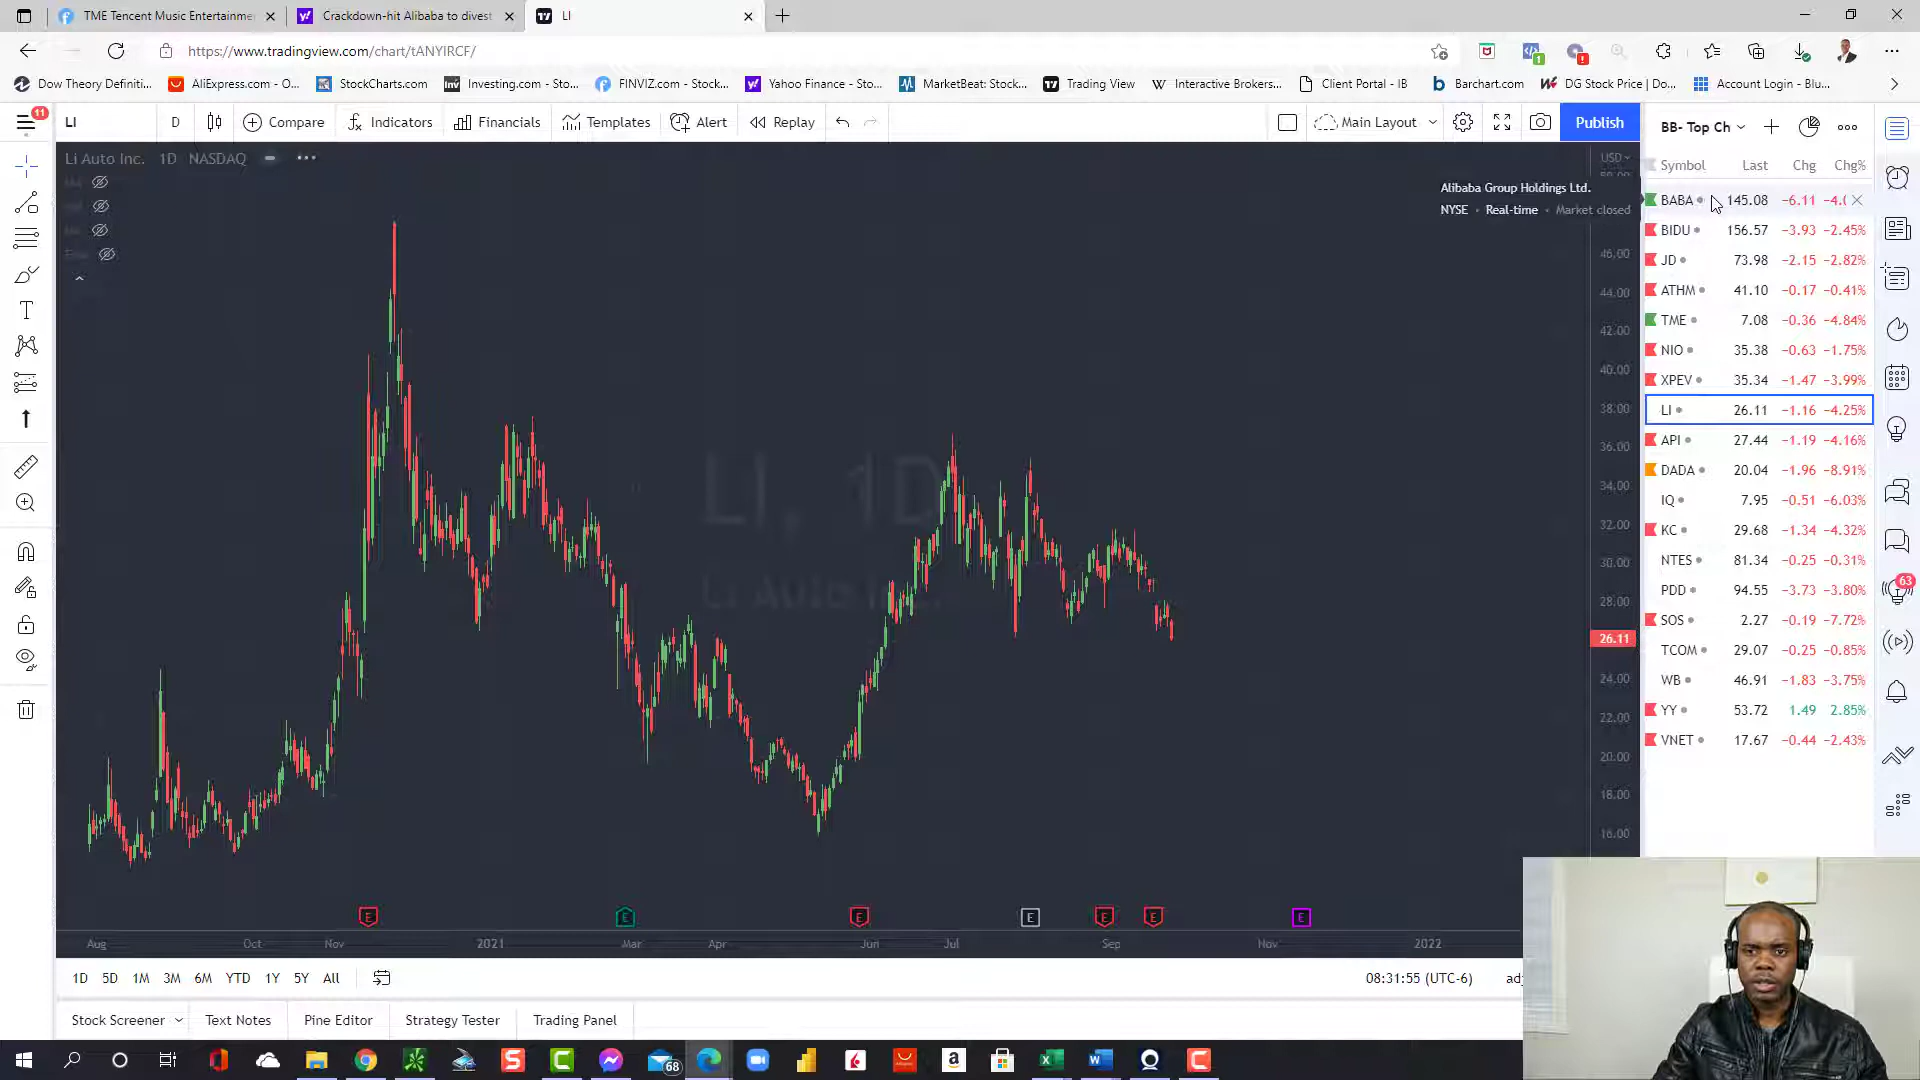 TME Tencent Music Entertainme
Crackdown-hit Alibaba to divest
LI
https://www.tradingview.com/chart/tANYIRCF/
1
Dow Theory Definiti...
AliExpress.com - O...
StockCharts.com
Investing.com - Sto...
FINVIZ.com - Stock...
Yahoo Finance - Sto...
MarketBeat: Stock...
Trading View
Interactive Brokers...
Client Portal - IB
Barchart.com
DG Stock Price | Do...
Account Login - Blu...
11
LI
D
Compare
Indicators
Financials
Templates
Alert
Replay
Main Layout
Publish
BB- Top Ch
Li Auto Inc. 1D NASDAQ
USD
Symbol Last Chg Chg%
Alibaba Group Holdings Ltd.
NYSE • Real-time • Market closed
BABA 145.08 −6.11 −4.0
BIDU 156.57 −3.93 −2.45%
JD 73.98 −2.15 −2.82%
ATHM 41.10 −0.17 −0.41%
TME 7.08 −0.36 −4.84%
NIO 35.38 −0.63 −1.75%
XPEV 35.34 −1.47 −3.99%
LI 26.11 −1.16 −4.25%
API 27.44 −1.19 −4.16%
DADA 20.04 −1.96 −8.91%
IQ 7.95 −0.51 −6.03%
KC 29.68 −1.34 −4.32%
NTES 81.34 −0.25 −0.31%
PDD 94.55 −3.73 −3.80%
SOS 2.27 −0.19 −7.72%
TCOM 29.07 −0.25 −0.85%
WB 46.91 −1.83 −3.75%
YY 53.72 1.49 2.85%
VNET 17.67 −0.44 −2.43%
63
46.00
44.00
42.00
40.00
38.00
36.00
34.00
32.00
30.00
28.00
26.11
24.00
22.00
20.00
18.00
16.00
LI, 1D
Li Auto Inc.
E E E E E E E
Aug Oct Nov 2021 Mar Apr Jun Jul Sep Nov 2022
1D 5D 1M 3M 6M YTD 1Y 5Y All
08:31:55 (UTC-6)
adj
Stock Screener
Text Notes
Pine Editor
Strategy Tester
Trading Panel
68